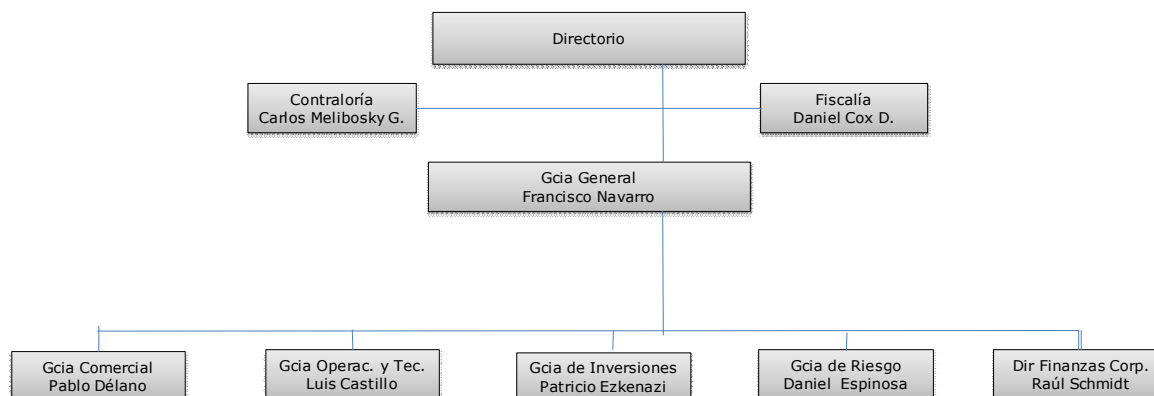 Directorio
Contraloría
Carlos Melibosky G.
Fiscalía
Daniel Cox D.
Gcia General
Francisco Navarro
Gcia Comercial
Pablo Délano
Gcia Operac. y Tec.
Luis Castillo
Gcia de Inversiones
Patricio Ezkenazi
Gcia de Riesgo
Daniel Espinosa
Dir Finanzas Corp.
Raúl Schmidt